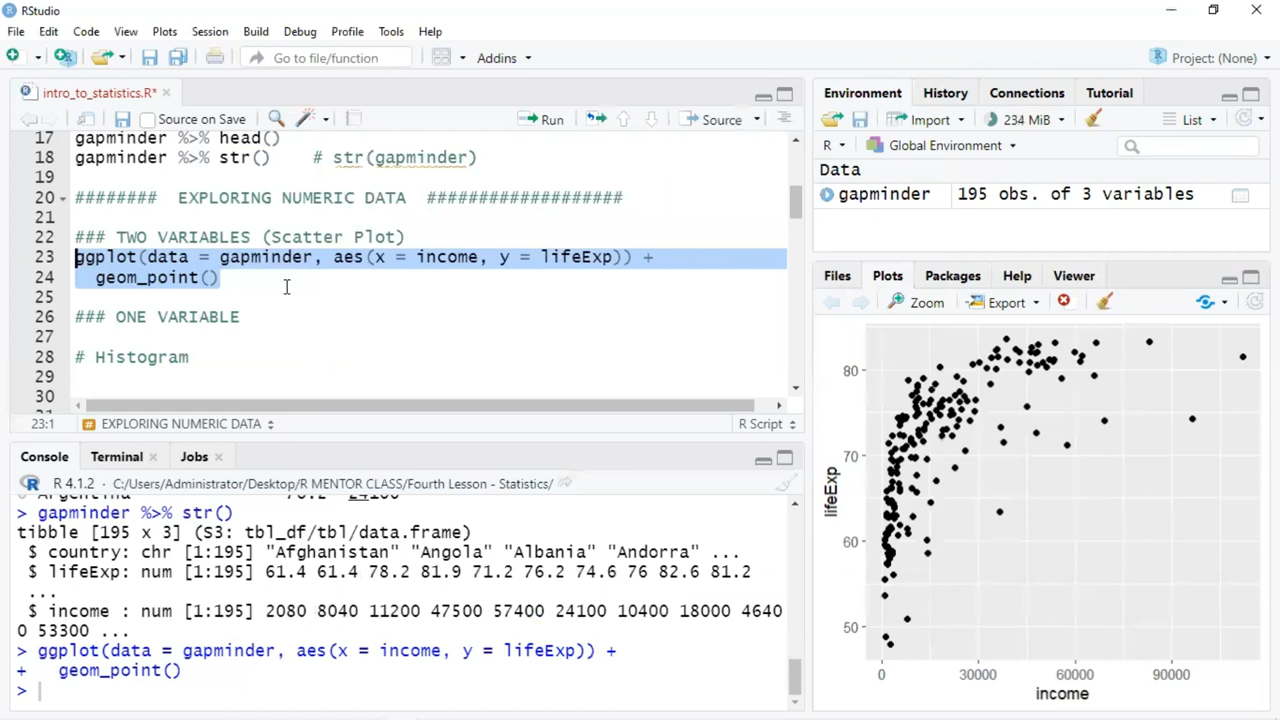 RStudio
File Edit Code View Plots Session Build Debug Profile Tools Help
Go to file/function Addins Project: (None)
intro_to_statistics.R*
Source on Save Run Source
17 gapminder %>% head()
18 gapminder %>% str()    # str(gapminder)
19
20 ######## EXPLORING NUMERIC DATA ##################
21
22 ### TWO VARIABLES (Scatter Plot)
23 ggplot(data = gapminder, aes(x = income, y = lifeExp)) +
24   geom_point()
25
26 ### ONE VARIABLE
27
28 # Histogram
29
30
23:1 EXPLORING NUMERIC DATA R Script
Console Terminal Jobs
R 4.1.2 · C:/Users/Administrator/Desktop/R MENTOR CLASS/Fourth Lesson - Statistics/
> gapminder %>% str()
tibble [195 x 3] (S3: tbl_df/tbl/data.frame)
 $ country: chr [1:195] "Afghanistan" "Angola" "Albania" "Andorra" ...
 $ lifeExp: num [1:195] 61.4 61.4 78.2 81.9 71.2 76.2 74.6 76 82.6 81.2
 ...
 $ income : num [1:195] 2080 8040 11200 47500 57400 24100 10400 18000 4640
0 53300 ...
> ggplot(data = gapminder, aes(x = income, y = lifeExp)) +
+   geom_point()
>
Environment History Connections Tutorial
Import 234 MiB List
R Global Environment
Data
gapminder 195 obs. of 3 variables
Files Plots Packages Help Viewer
Zoom Export
80
70
60
50
lifeExp
0 30000 60000 90000
income